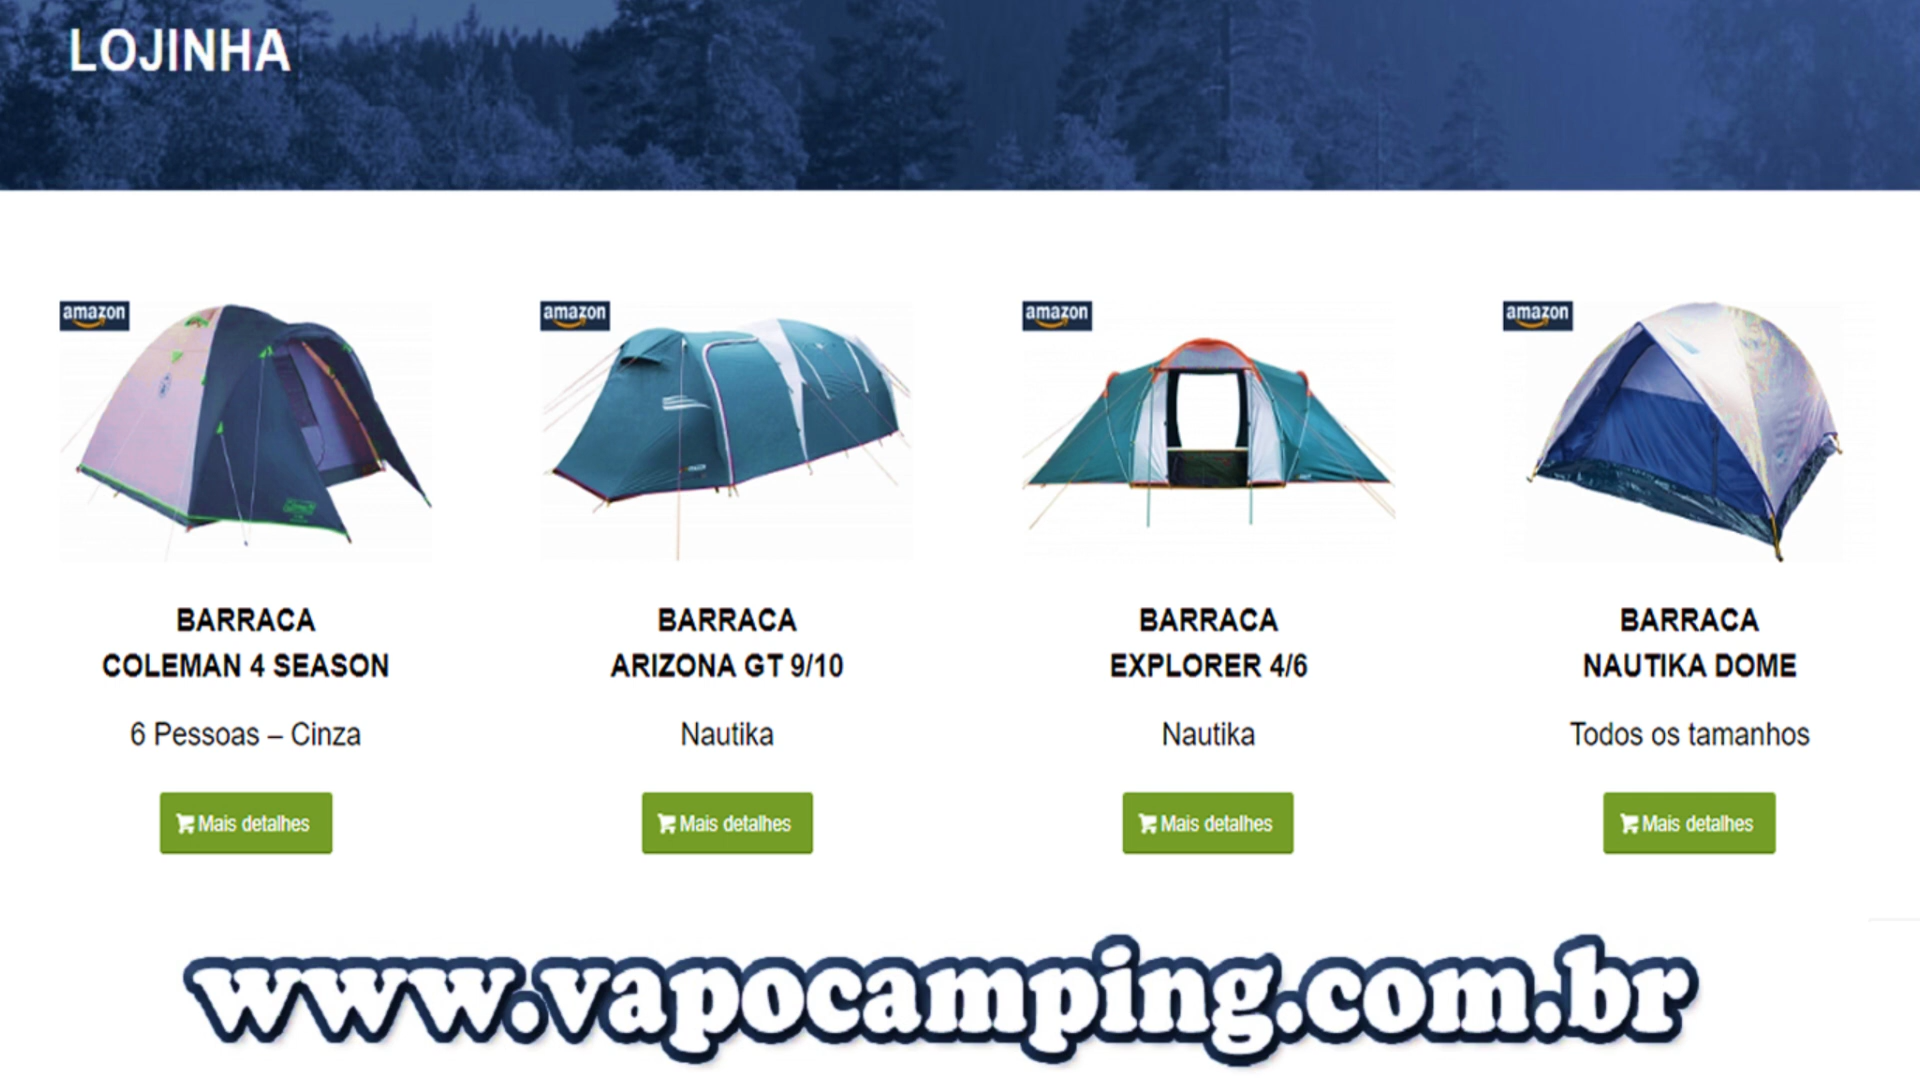 LOJINHA
amazon
amazon
amazon
amazon
BARRACA
COLEMAN 4 SEASON
6 Pessoas – Cinza
Mais detalhes
BARRACA
ARIZONA GT 9/10
Nautika
Mais detalhes
BARRACA
EXPLORER 4/6
Nautika
Mais detalhes
BARRACA
NAUTIKA DOME
Todos os tamanhos
Mais detalhes
www.vapocamping.com.br